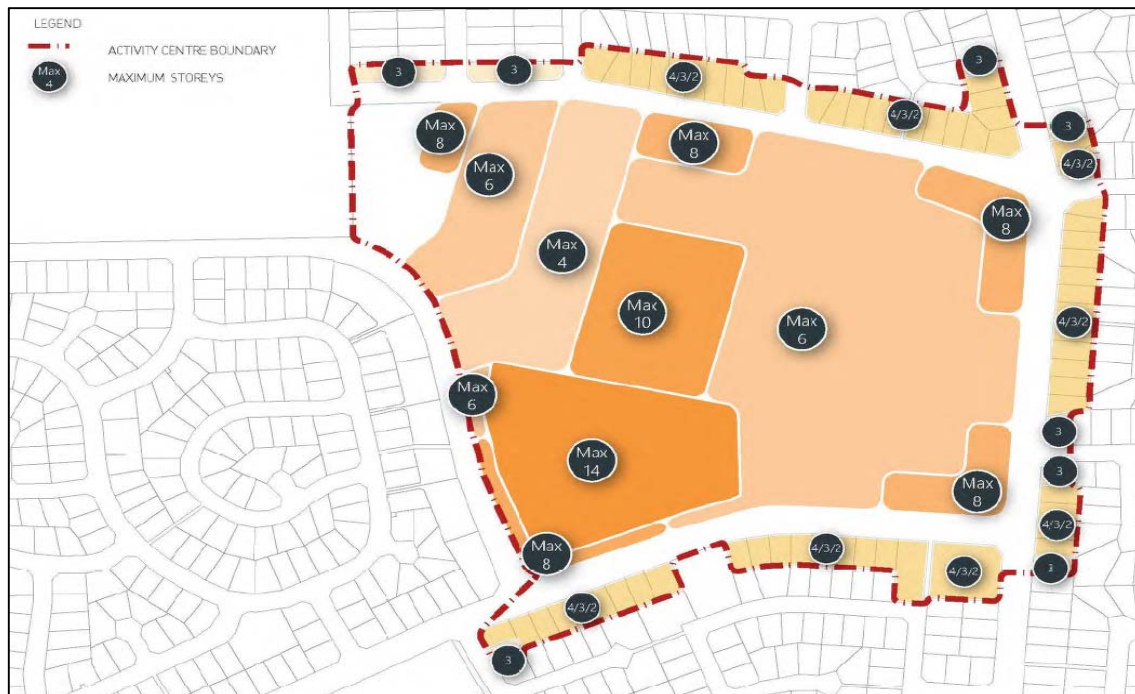 LEGEND
ACTIVITY CENTRE BOUNDARY
Max
4
MAXIMUM STOREYS
3
3
4/3/2
3
4/3/2
3
4/3/2
Max
8
Max
8
Max
6
Max
8
Max
4
Max
10
Max
6
4/3/2
Max
6
3
Max
14
3
Max
8
4/3/2
Max
8
4/3/2
4/3/2
3
4/3/2
3